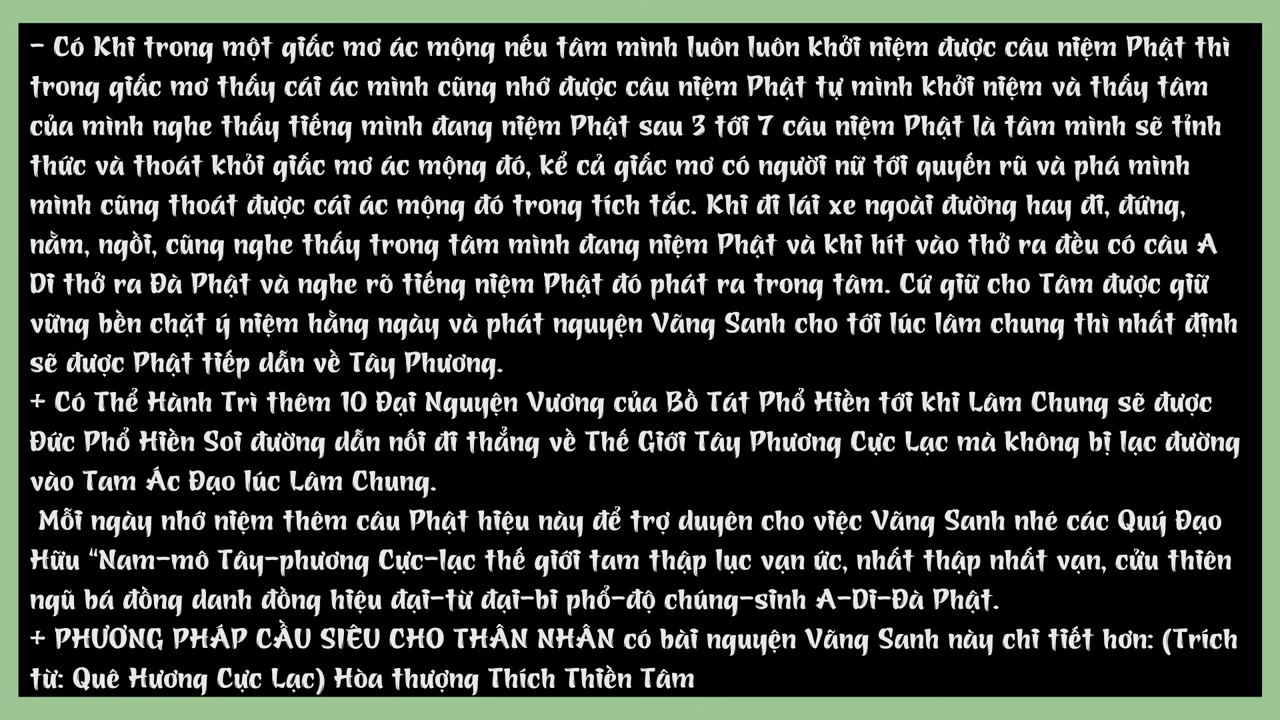 - Có Khi trong một giấc mơ ác mộng nếu tâm mình luôn luôn khởi niệm được câu niệm Phật thì
trong giấc mơ thấy cái ác mình cũng nhớ được câu niệm Phật tự mình khởi niệm và thấy tâm
của mình nghe thấy tiếng mình đang niệm Phật sau 3 tới 7 câu niệm Phật là tâm mình sẽ tỉnh
thức và thoát khỏi giấc mơ ác mộng đó, kể cả giấc mơ có người nữ tới quyến rũ và phá mình
mình cũng thoát được cái ác mộng đó trong tích tắc. Khi đi lái xe ngoài đường hay đi, đứng,
nằm, ngồi, cũng nghe thấy trong tâm mình đang niệm Phật và khi hít vào thở ra đều có câu A
Di thở ra Đà Phật và nghe rõ tiếng niệm Phật đó phát ra trong tâm. Cứ giữ cho Tâm được giữ
vững bền chặt ý niệm hằng ngày và phát nguyện Vãng Sanh cho tới lúc lâm chung thì nhất định
sẽ được Phật tiếp dẫn về Tây Phương.
+ Có Thể Hành Trì thêm 10 Đại Nguyện Vương của Bồ Tát Phổ Hiền tới khi Lâm Chung sẽ được
Đức Phổ Hiền Soi đường dẫn nối đi thẳng về Thế Giới Tây Phương Cực Lạc mà không bị lạc đường
vào Tam Ác Đạo lúc Lâm Chung.
Mỗi ngày nhớ niệm thêm câu Phật hiệu này để trợ duyên cho việc Vãng Sanh nhé các Quý Đạo
Hữu "Nam-mô Tây-phương Cực-lạc thế giới tam thập lục vạn ức, nhất thập nhất vạn, cửu thiên
ngũ bá đồng danh đồng hiệu đại-từ đại-bi phổ-độ chúng-sinh A-Di-Đà Phật.
+ PHƯƠNG PHÁP CẦU SIÊU CHO THÂN NHÂN có bài nguyện Vãng Sanh này chi tiết hơn: (Trích
từ: Quê Hương Cực Lạc) Hòa thượng Thích Thiền Tâm